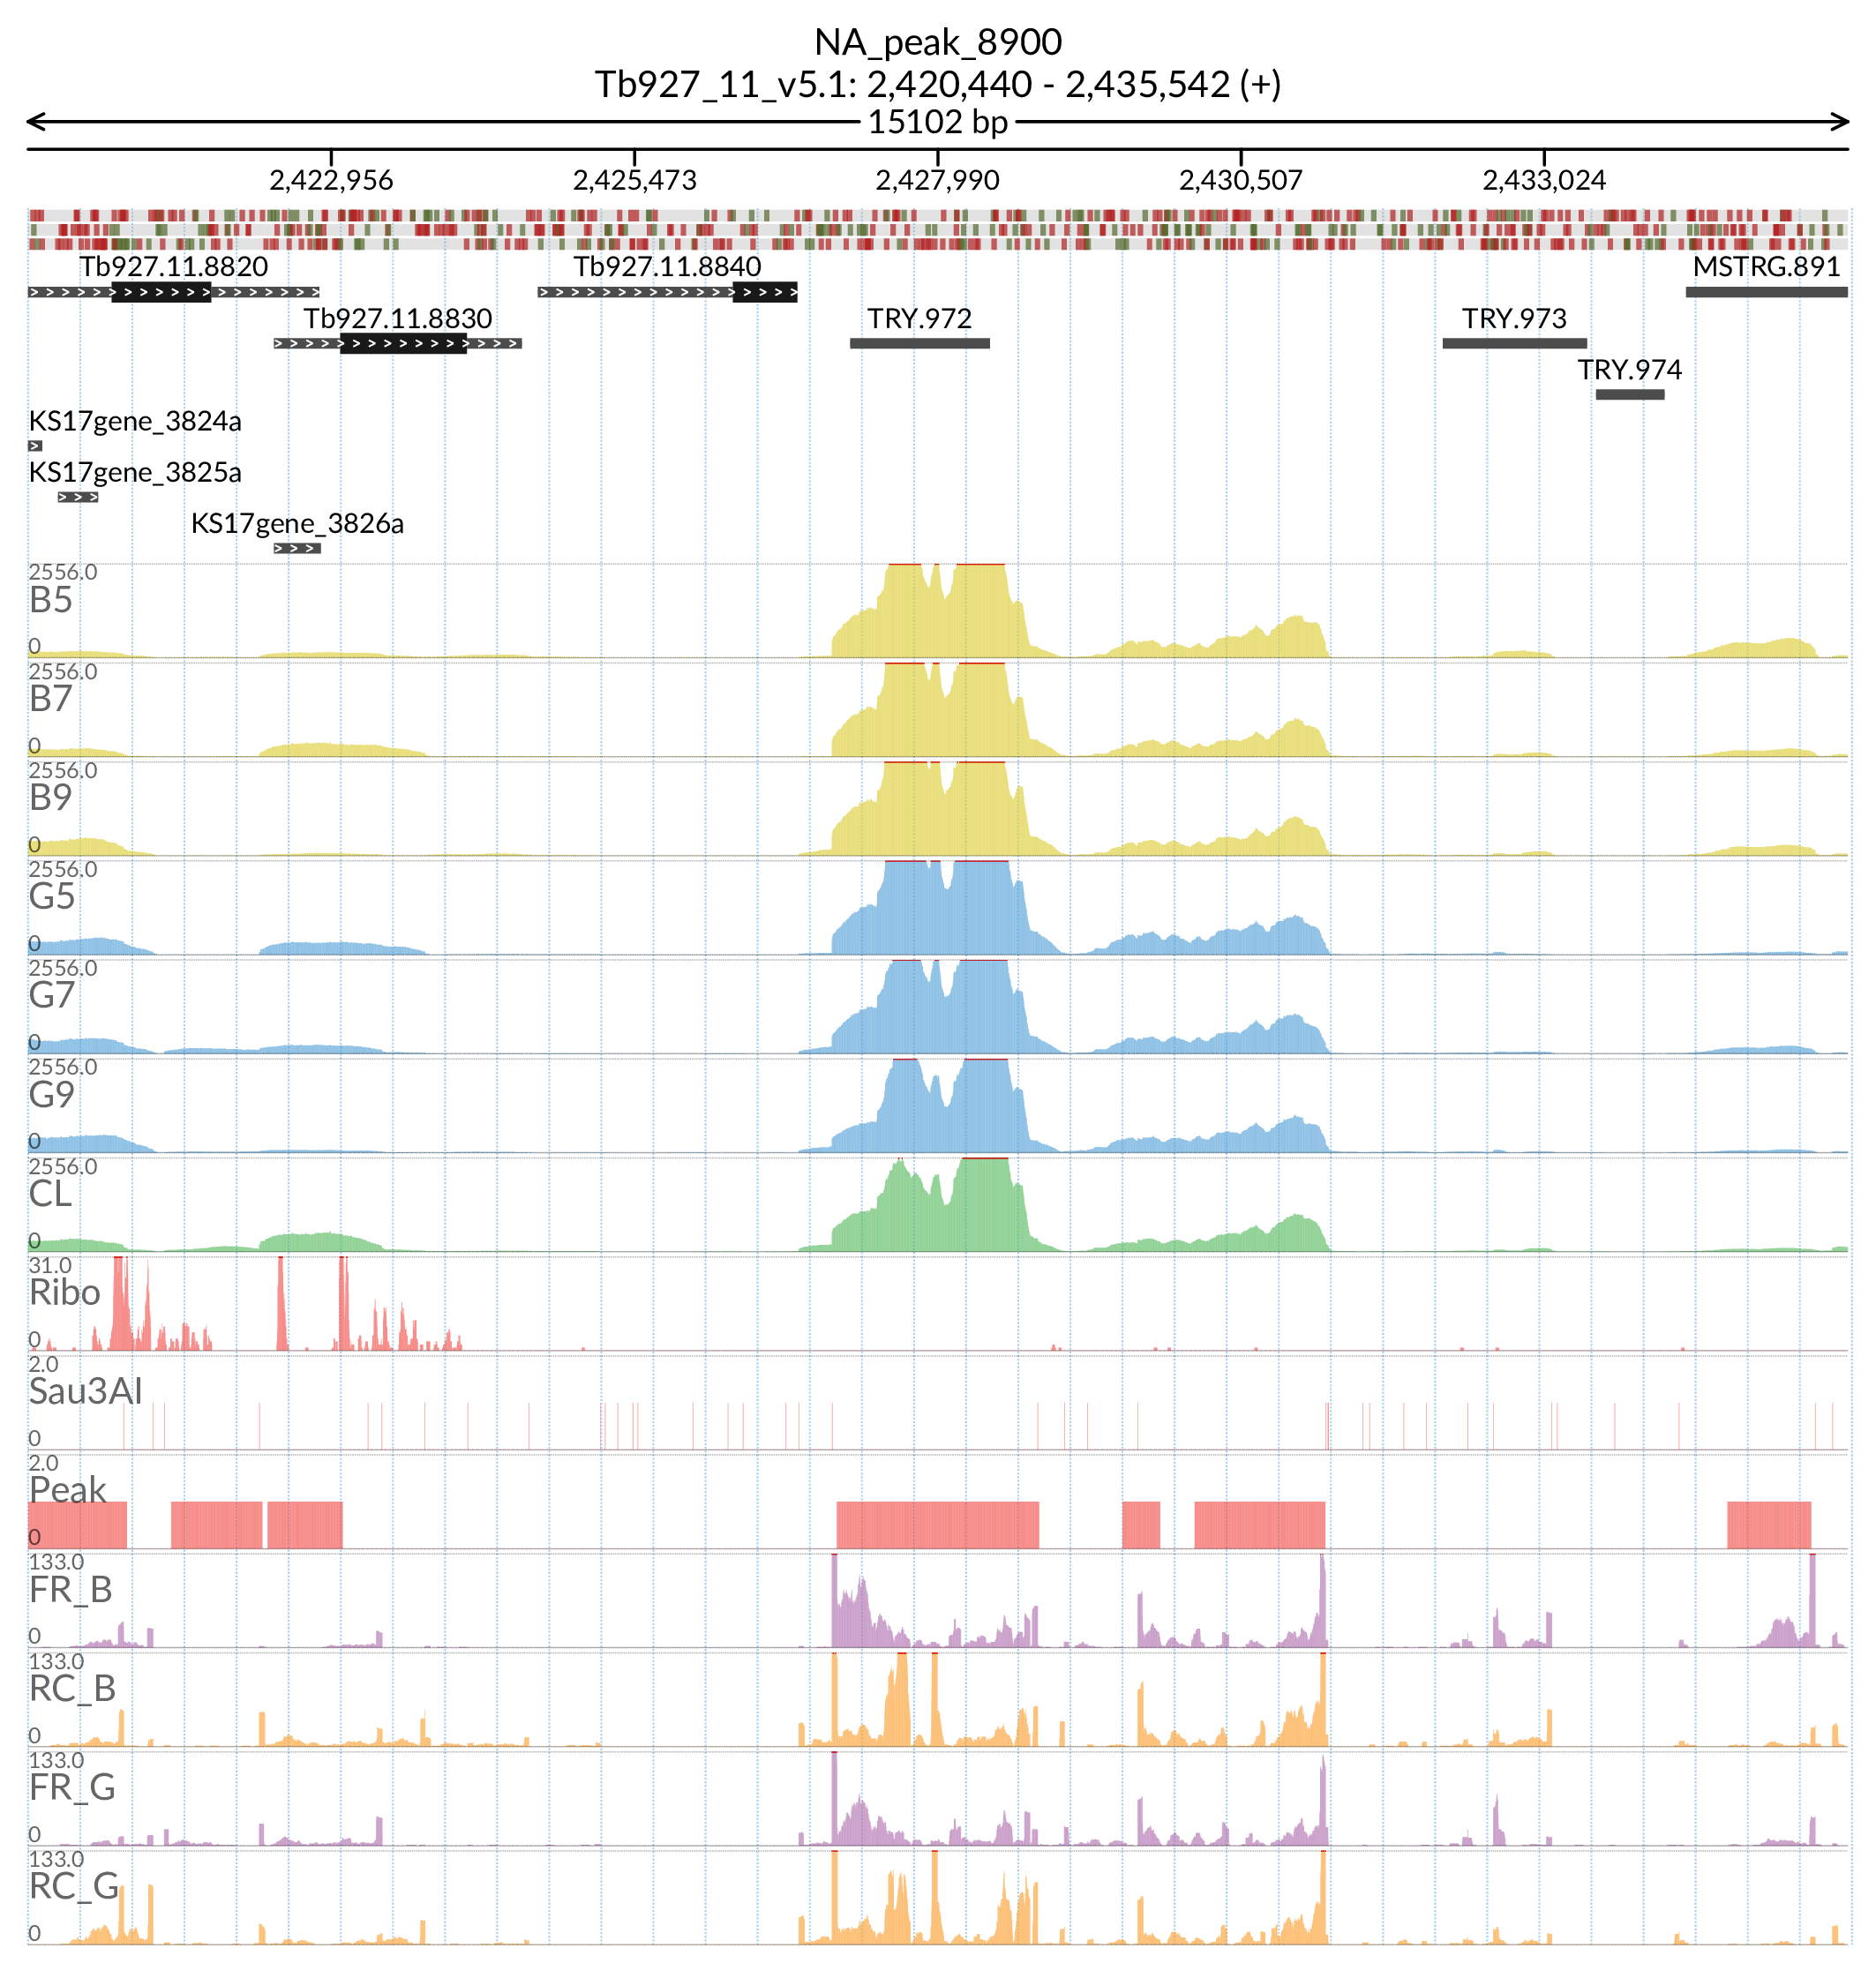 NA_peak_8900
Tb927_11_v5.1: 2,420,440 - 2,435,542 (+)
15102 bp
2,422,956 2,425,473 2,427,990 2,430,507 2,433,024
Tb927.11.8820 Tb927.11.8840 MSTRG.891
Tb927.11.8830 TRY.972 TRY.973
TRY.974
KS17gene_3824a
KS17gene_3825a
KS17gene_3826a
2556.0
B5
0
2556.0
B7
0
2556.0
B9
0
2556.0
G5
0
2556.0
G7
0
2556.0
G9
0
2556.0
CL
0
31.0
Ribo
0
2.0
Sau3AI
0
2.0
Peak
0
133.0
FR_B
0
133.0
RC_B
0
133.0
FR_G
0
133.0
RC_G
0